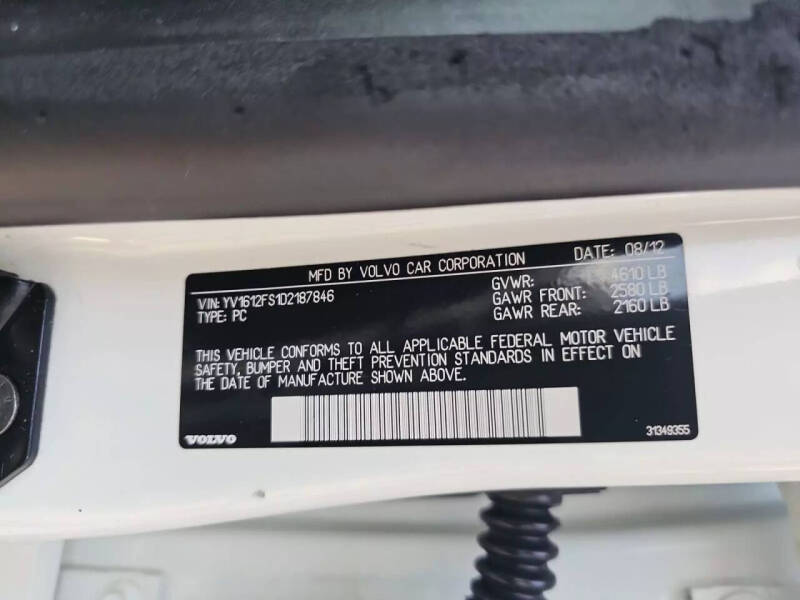 MFD BY VOLVO CAR CORPORATION DATE: 08/12
VIN: YV1612FS1D2187846 GVWR: 4610 LB
TYPE: PC GAWR FRONT: 2580 LB
GAWR REAR: 2160 LB
THIS VEHICLE CONFORMS TO ALL APPLICABLE FEDERAL MOTOR VEHICLE
SAFETY, BUMPER AND THEFT PREVENTION STANDARDS IN EFFECT ON
THE DATE OF MANUFACTURE SHOWN ABOVE.
VOLVO 31349355